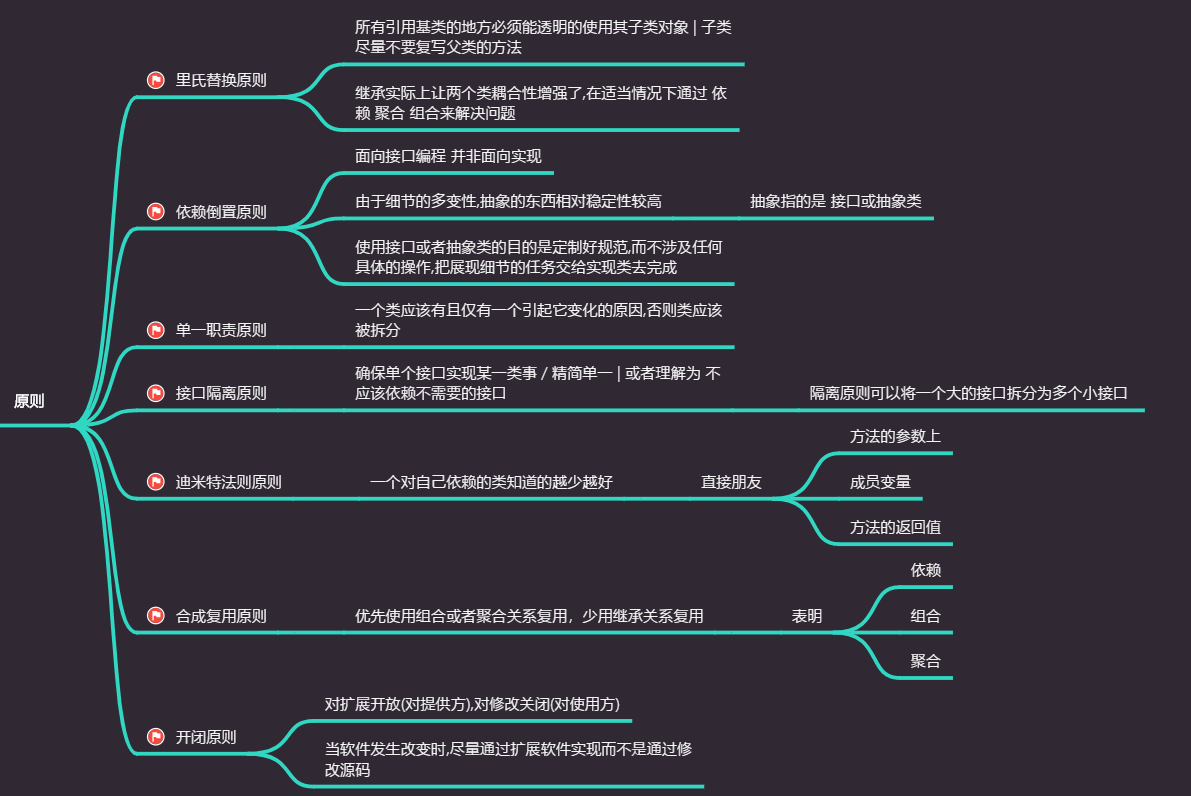 原则
里氏替换原则
所有引用基类的地方必须能透明的使用其子类对象 | 子类
尽量不要复写父类的方法
继承实际上让两个类耦合性增强了,在适当情况下通过 依
赖 聚合 组合来解决问题
依赖倒置原则
面向接口编程 并非面向实现
由于细节的多变性,抽象的东西相对稳定性较高
抽象指的是 接口或抽象类
使用接口或者抽象类的目的是定制好规范,而不涉及任何
具体的操作,把展现细节的任务交给实现类去完成
单一职责原则
一个类应该有且仅有一个引起它变化的原因,否则类应该
被拆分
接口隔离原则
确保单个接口实现某一类事 / 精简单一 | 或者理解为 不
应该依赖不需要的接口
隔离原则可以将一个大的接口拆分为多个小接口
迪米特法则原则
一个对自己依赖的类知道的越少越好
直接朋友
方法的参数上
成员变量
方法的返回值
合成复用原则
优先使用组合或者聚合关系复用，少用继承关系复用
表明
依赖
组合
聚合
开闭原则
对扩展开放(对提供方),对修改关闭(对使用方)
当软件发生改变时,尽量通过扩展软件实现而不是通过修
改源码